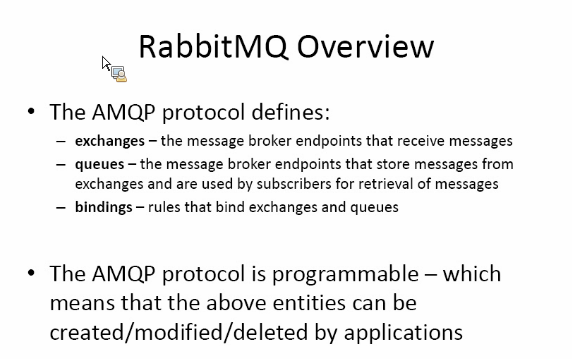 RabbitMQ Overview
• The AMQP protocol defines:
– exchanges – the message broker endpoints that receive messages
– queues – the message broker endpoints that store messages from
exchanges and are used by subscribers for retrieval of messages
– bindings – rules that bind exchanges and queues
• The AMQP protocol is programmable – which
means that the above entities can be
created/modified/deleted by applications